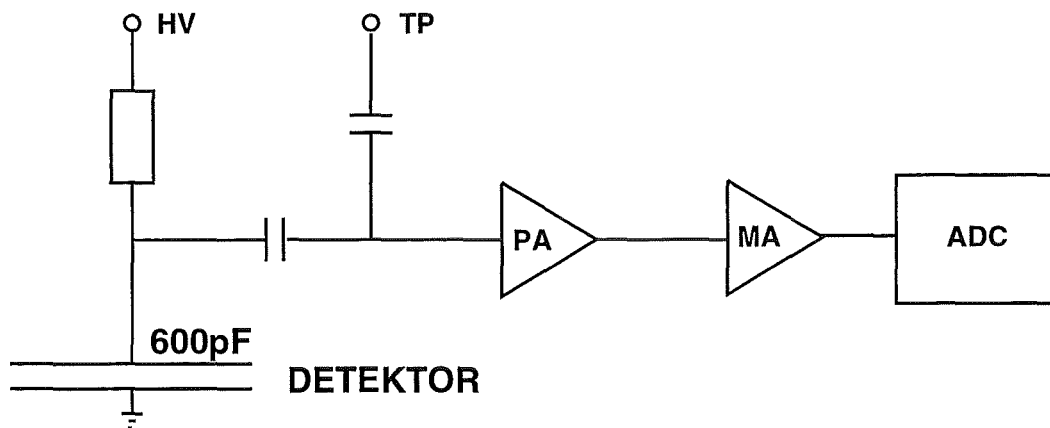 HV
TP
PA
MA
ADC
600pF
DETEKTOR